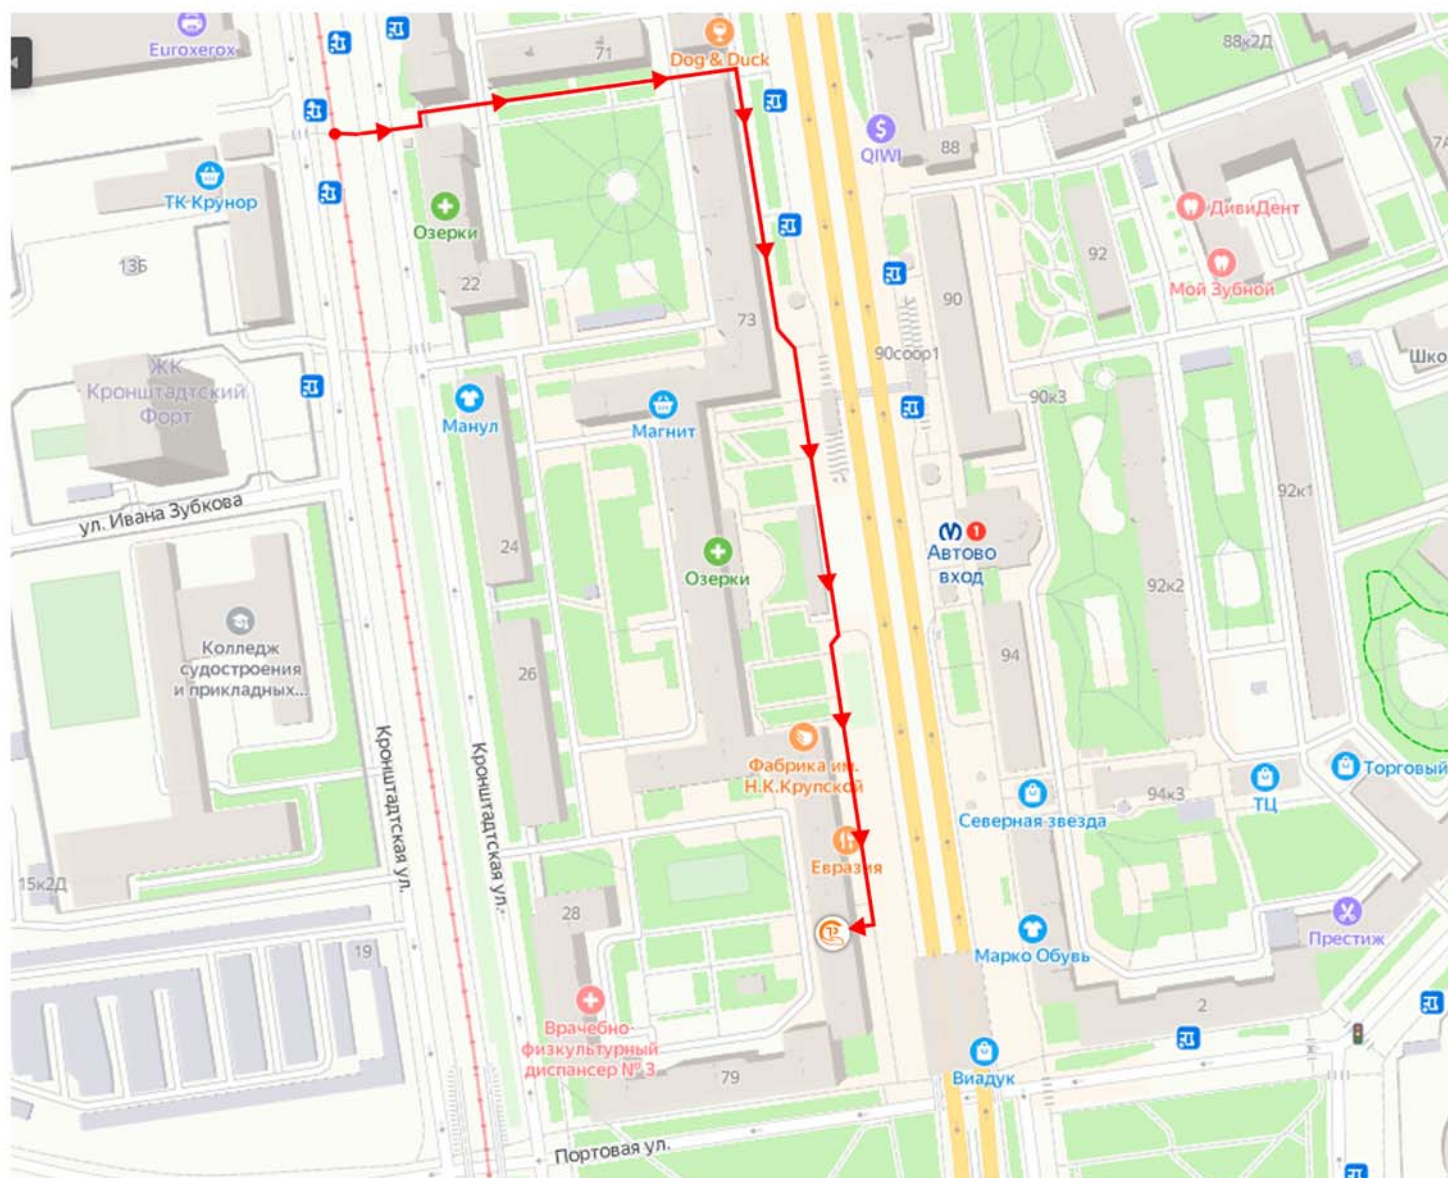 Euroxerox
71
Dog & Duck
88к2Д
QIWI
88
ТК Крунор
Озерки
22
13Б
ДивиДент
92
Мой Зубной
73
90
90соор1
ЖК
Кронштадтский
Форт
Манул
Магнит
90к3
Шко
ул. Ивана Зубкова
24
Озерки
1
Автово
вход
92к1
92к2
Колледж
судостроения
и прикладных...
26
94
Кронштадтская ул.
Кронштадтская ул.
Фабрика им.
Н.К.Крупской
Северная звезда
94к3
ТЦ
Торговый
Евразия
15к2Д
28
19
Марко Обувь
Престиж
2
Врачебно-
физкультурный
диспансер № 3
79
Виадук
Портовая ул.